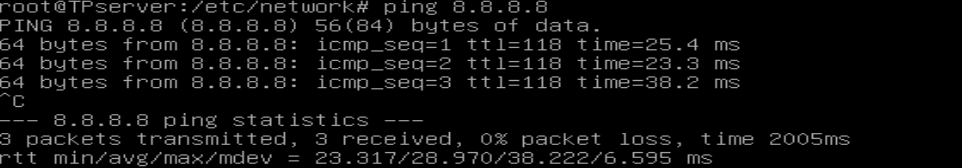 root@TPserver:/etc/network# ping 8.8.8.8
PING 8.8.8.8 (8.8.8.8) 56(84) bytes of data.
64 bytes from 8.8.8.8: icmp_seq=1 ttl=118 time=25.4 ms
64 bytes from 8.8.8.8: icmp_seq=2 ttl=118 time=23.3 ms
64 bytes from 8.8.8.8: icmp_seq=3 ttl=118 time=38.2 ms
^C
--- 8.8.8.8 ping statistics ---
3 packets transmitted, 3 received, 0% packet loss, time 2005ms
rtt min/avg/max/mdev = 23.317/28.970/38.222/6.595 ms